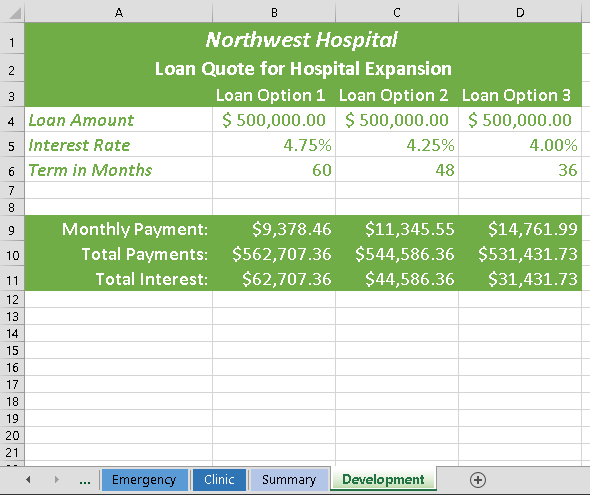 A B C D
1 Northwest Hospital
2 Loan Quote for Hospital Expansion
3 Loan Option 1 Loan Option 2 Loan Option 3
4 Loan Amount $ 500,000.00 $ 500,000.00 $ 500,000.00
5 Interest Rate 4.75% 4.25% 4.00%
6 Term in Months 60 48 36
7
8
9 Monthly Payment: $9,378.46 $11,345.55 $14,761.99
10 Total Payments: $562,707.36 $544,586.36 $531,431.73
11 Total Interest: $62,707.36 $44,586.36 $31,431.73
12
13
14
15
16
17
18
19
20
21
... Emergency Clinic Summary Development